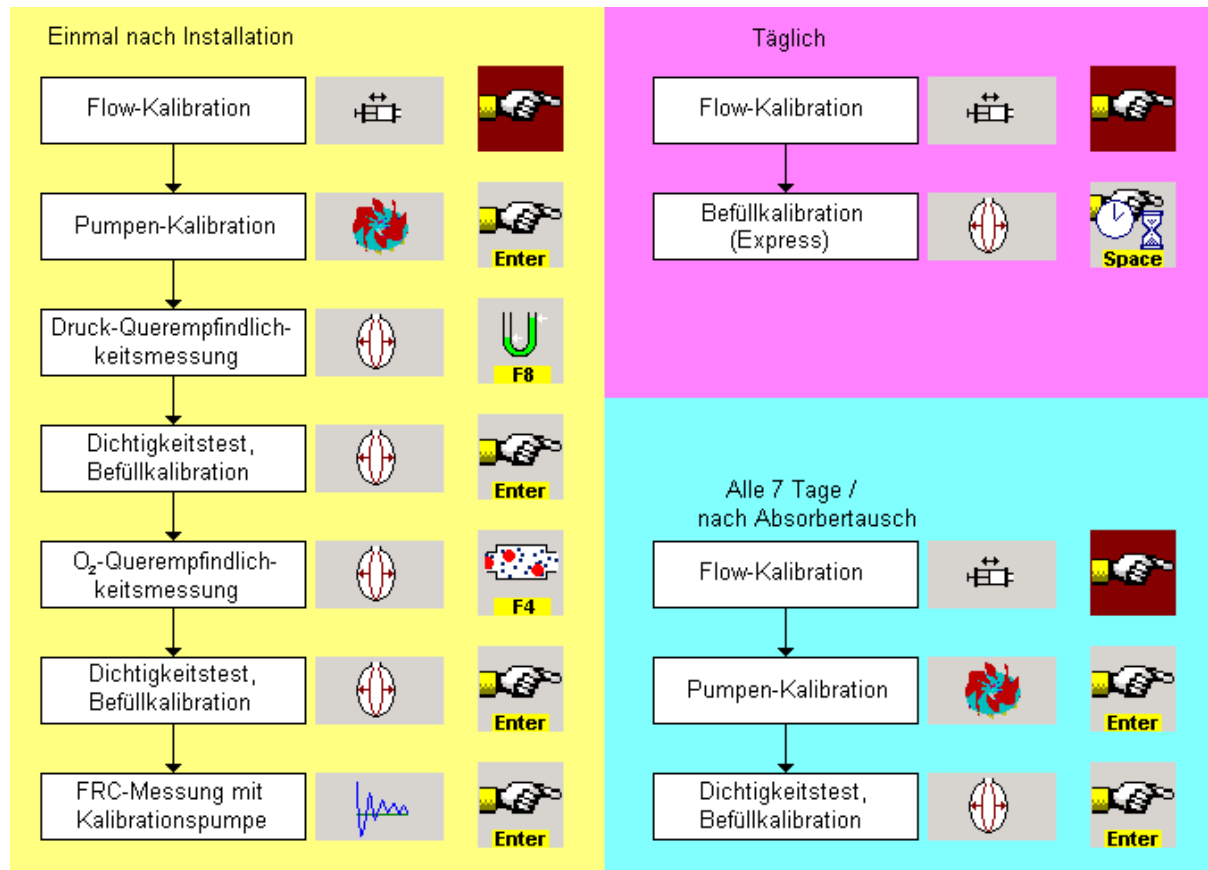 Einmal nach Installation
Flow-Kalibration
Pumpen-Kalibration
Enter
Druck-Querempfindlich-
keitsmessung
F8
Dichtigkeitstest,
Befüllkalibration
Enter
O₂-Querempfindlich-
keitsmessung
F4
Dichtigkeitstest,
Befüllkalibration
Enter
FRC-Messung mit
Kalibrationspumpe
Enter
Täglich
Flow-Kalibration
Befüllkalibration
(Express)
Space
Alle 7 Tage /
nach Absorbertausch
Flow-Kalibration
Pumpen-Kalibration
Enter
Dichtigkeitstest,
Befüllkalibration
Enter